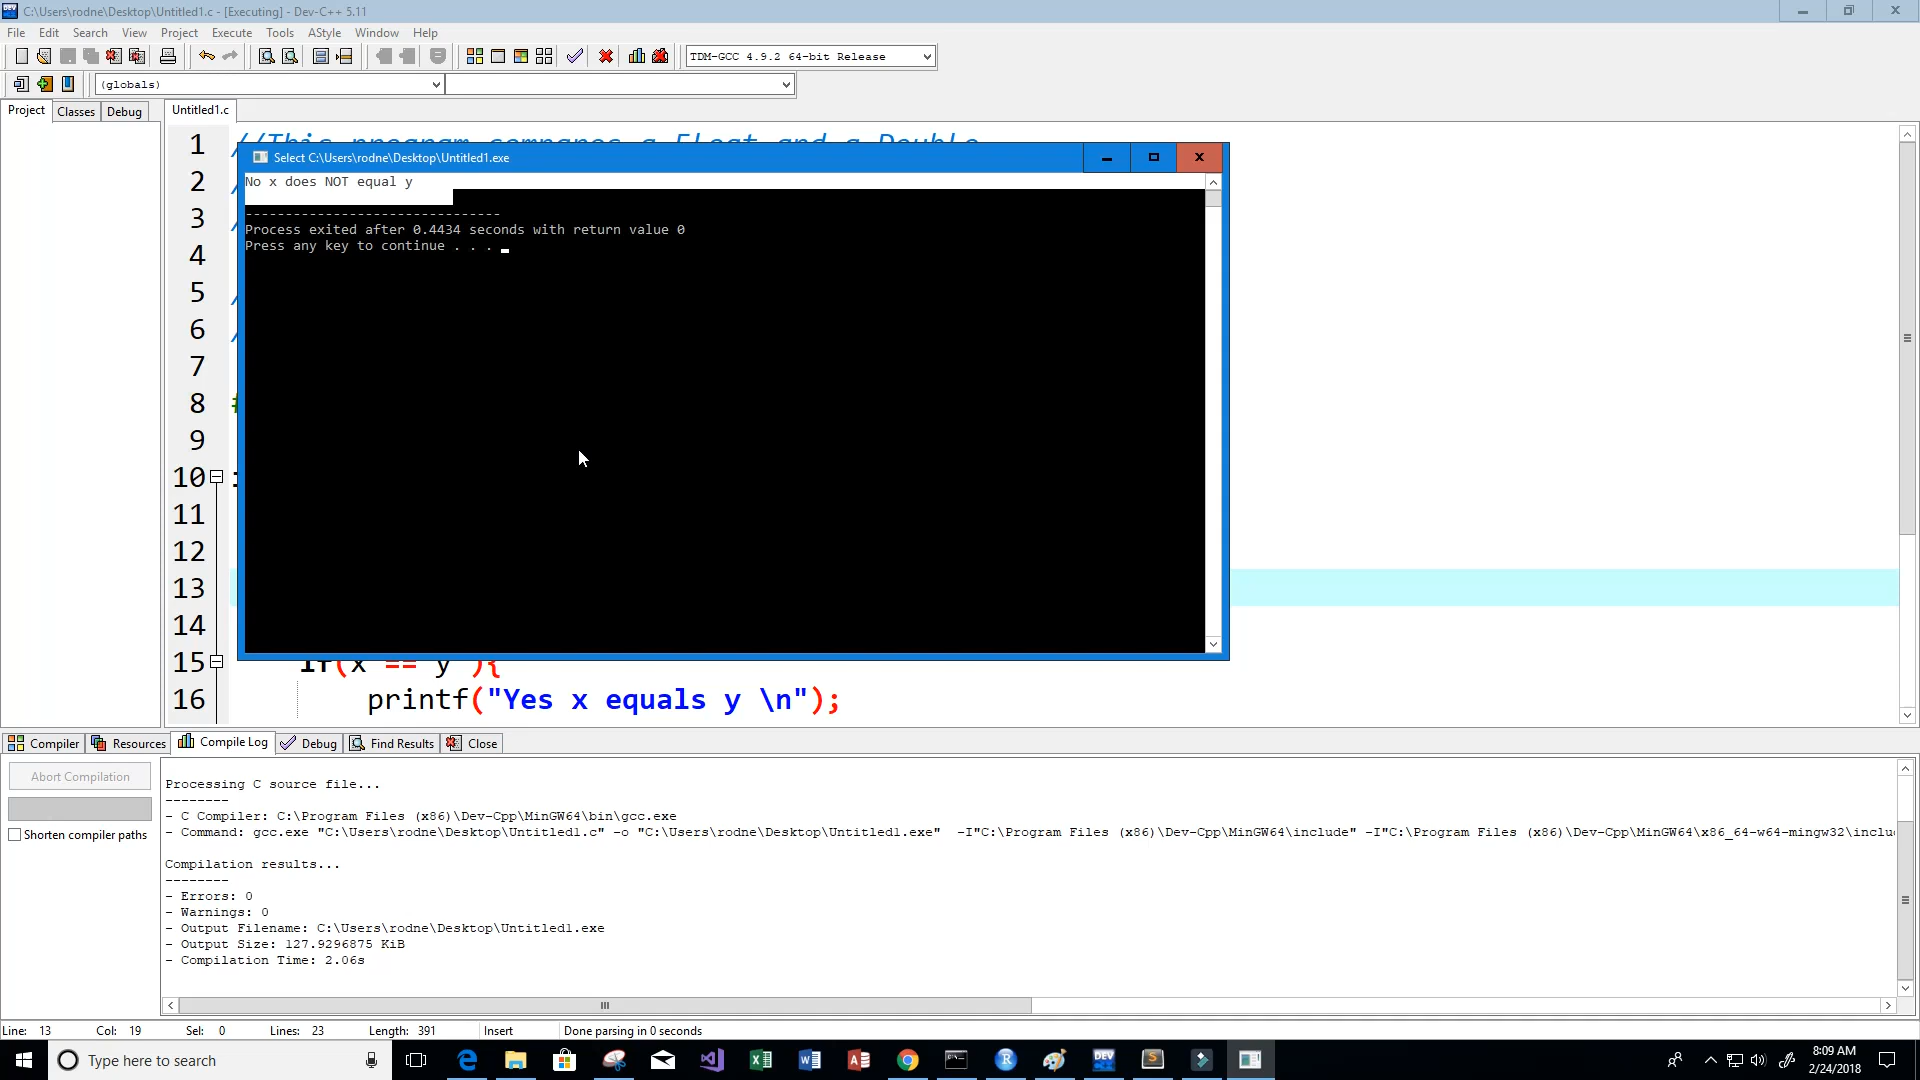 C:\Users\rodne\Desktop\Untitled1.c - [Executing] - Dev-C++ 5.11
File Edit Search View Project Execute Tools AStyle Window Help
TDM-GCC 4.9.2 64-bit Release
(globals)
Project Classes Debug
Untitled1.c
1 //This program compares a Float and a Double
Select C:\Users\rodne\Desktop\Untitled1.exe
No x does NOT equal y
--------------------------------
Process exited after 0.4434 seconds with return value 0
Press any key to continue . . .
2
3
4
5
6
7
8 #
9
10
11
12
13
14
15 if(x == y ){
16 printf("Yes x equals y \n");
Compiler Resources Compile Log Debug Find Results Close
Abort Compilation
Shorten compiler paths
Processing C source file...
--------
- C Compiler: C:\Program Files (x86)\Dev-Cpp\MinGW64\bin\gcc.exe
- Command: gcc.exe "C:\Users\rodne\Desktop\Untitled1.c" -o "C:\Users\rodne\Desktop\Untitled1.exe" -I"C:\Program Files (x86)\Dev-Cpp\MinGW64\include" -I"C:\Program Files (x86)\Dev-Cpp\MinGW64\x86_64-w64-mingw32\inclu
Compilation results...
--------
- Errors: 0
- Warnings: 0
- Output Filename: C:\Users\rodne\Desktop\Untitled1.exe
- Output Size: 127.9296875 KiB
- Compilation Time: 2.06s
Line: 13 Col: 19 Sel: 0 Lines: 23 Length: 391 Insert Done parsing in 0 seconds
Type here to search
8:09 AM
2/24/2018